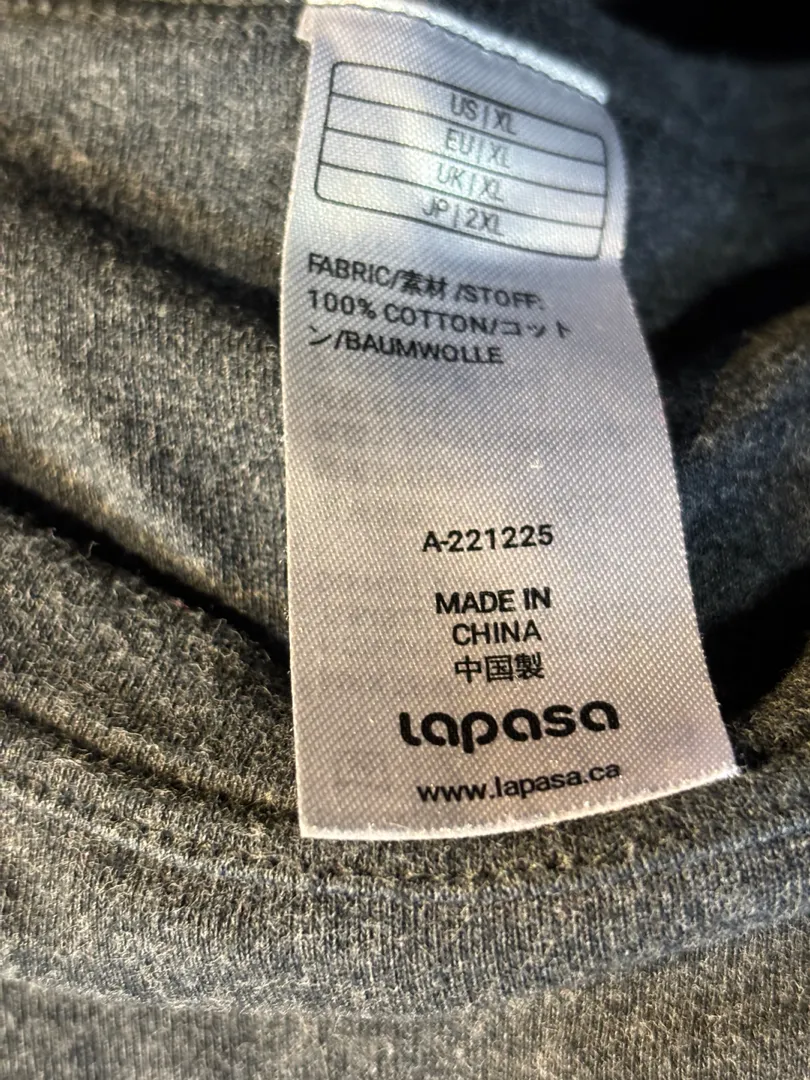 US | XL
EU | XL
UK | XL
JP | 2XL
FABRIC/素材 /STOFF:
100% COTTON/コット
ン/BAUMWOLLE
A-221225
MADE IN
CHINA
中国製
lapasa
www.lapasa.ca